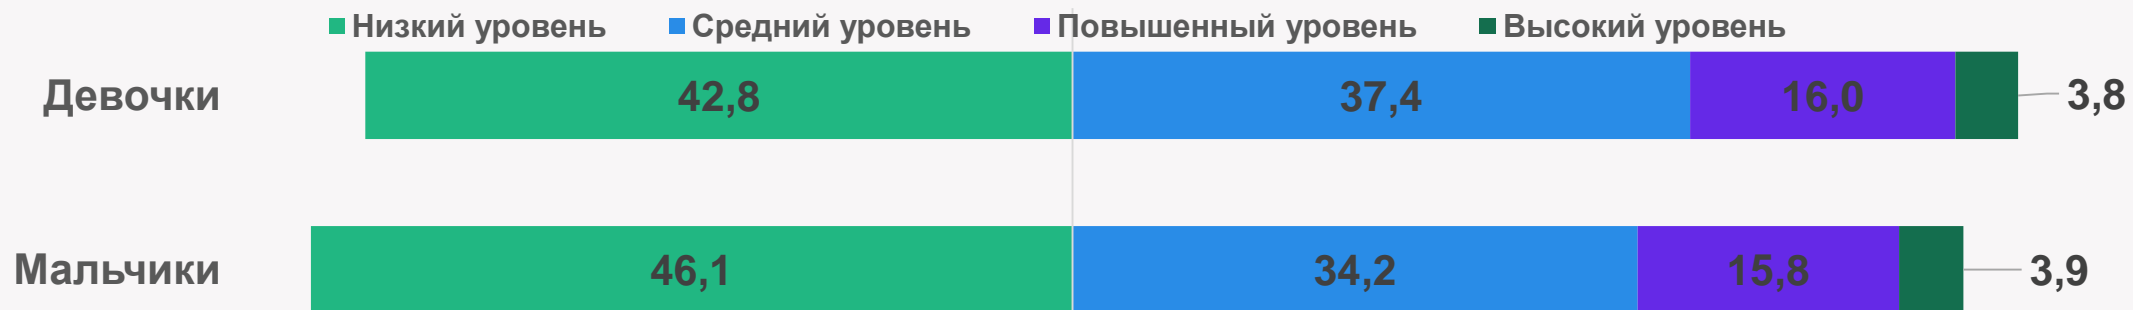 Низкий уровень Средний уровень Повышенный уровень Высокий уровень
Девочки 42,8 37,4 16,0 3,8
Мальчики 46,1 34,2 15,8 3,9